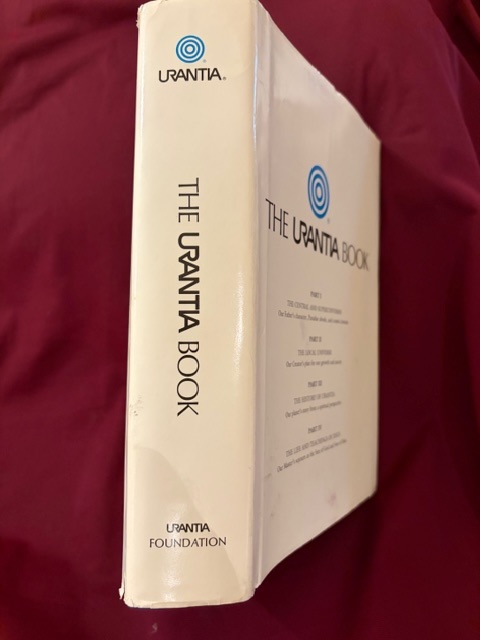 URANTIA®
THE URANTIA BOOK
URANTIA
FOUNDATION
®
THE URANTIA BOOK
PART I
THE CENTRAL AND SUPERUNIVERSES
PART II
THE LOCAL UNIVERSE
PART III
THE HISTORY OF URANTIA
PART IV
THE LIFE AND TEACHINGS OF JESUS